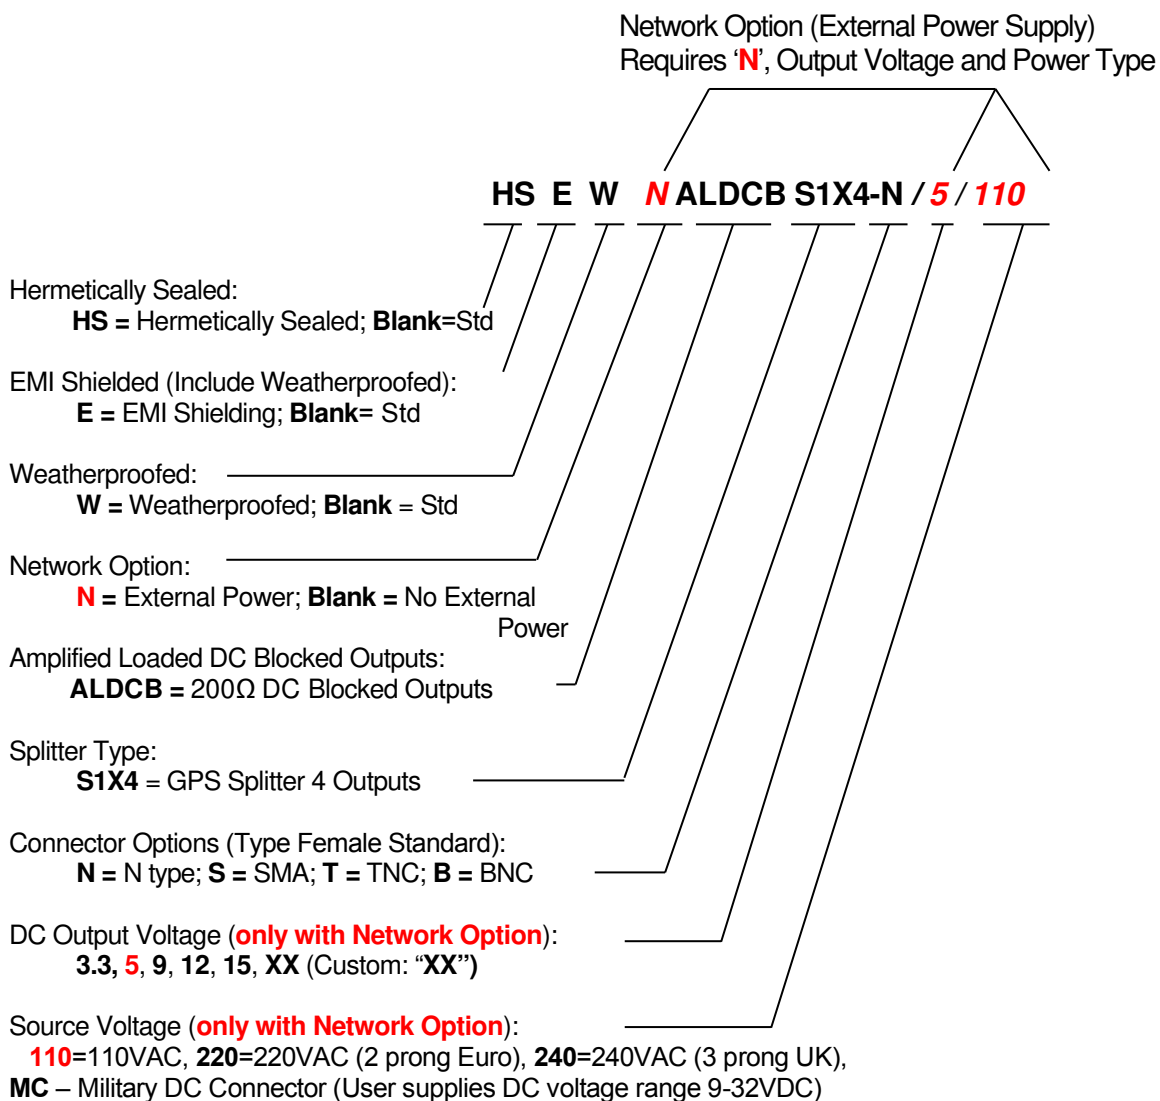 Network Option (External Power Supply)
Requires ‘N’, Output Voltage and Power Type
HS E W N ALDCB S1X4-N / 5 / 110
Hermetically Sealed:
HS = Hermetically Sealed; Blank=Std
EMI Shielded (Include Weatherproofed):
E = EMI Shielding; Blank= Std
Weatherproofed:
W = Weatherproofed; Blank = Std
Network Option:
N = External Power; Blank = No External
Power
Amplified Loaded DC Blocked Outputs:
ALDCB = 200Ω DC Blocked Outputs
Splitter Type:
S1X4 = GPS Splitter 4 Outputs
Connector Options (Type Female Standard):
N = N type; S = SMA; T = TNC; B = BNC
DC Output Voltage (only with Network Option):
3.3, 5, 9, 12, 15, XX (Custom: “XX”)
Source Voltage (only with Network Option):
110=110VAC, 220=220VAC (2 prong Euro), 240=240VAC (3 prong UK),
MC – Military DC Connector (User supplies DC voltage range 9-32VDC)